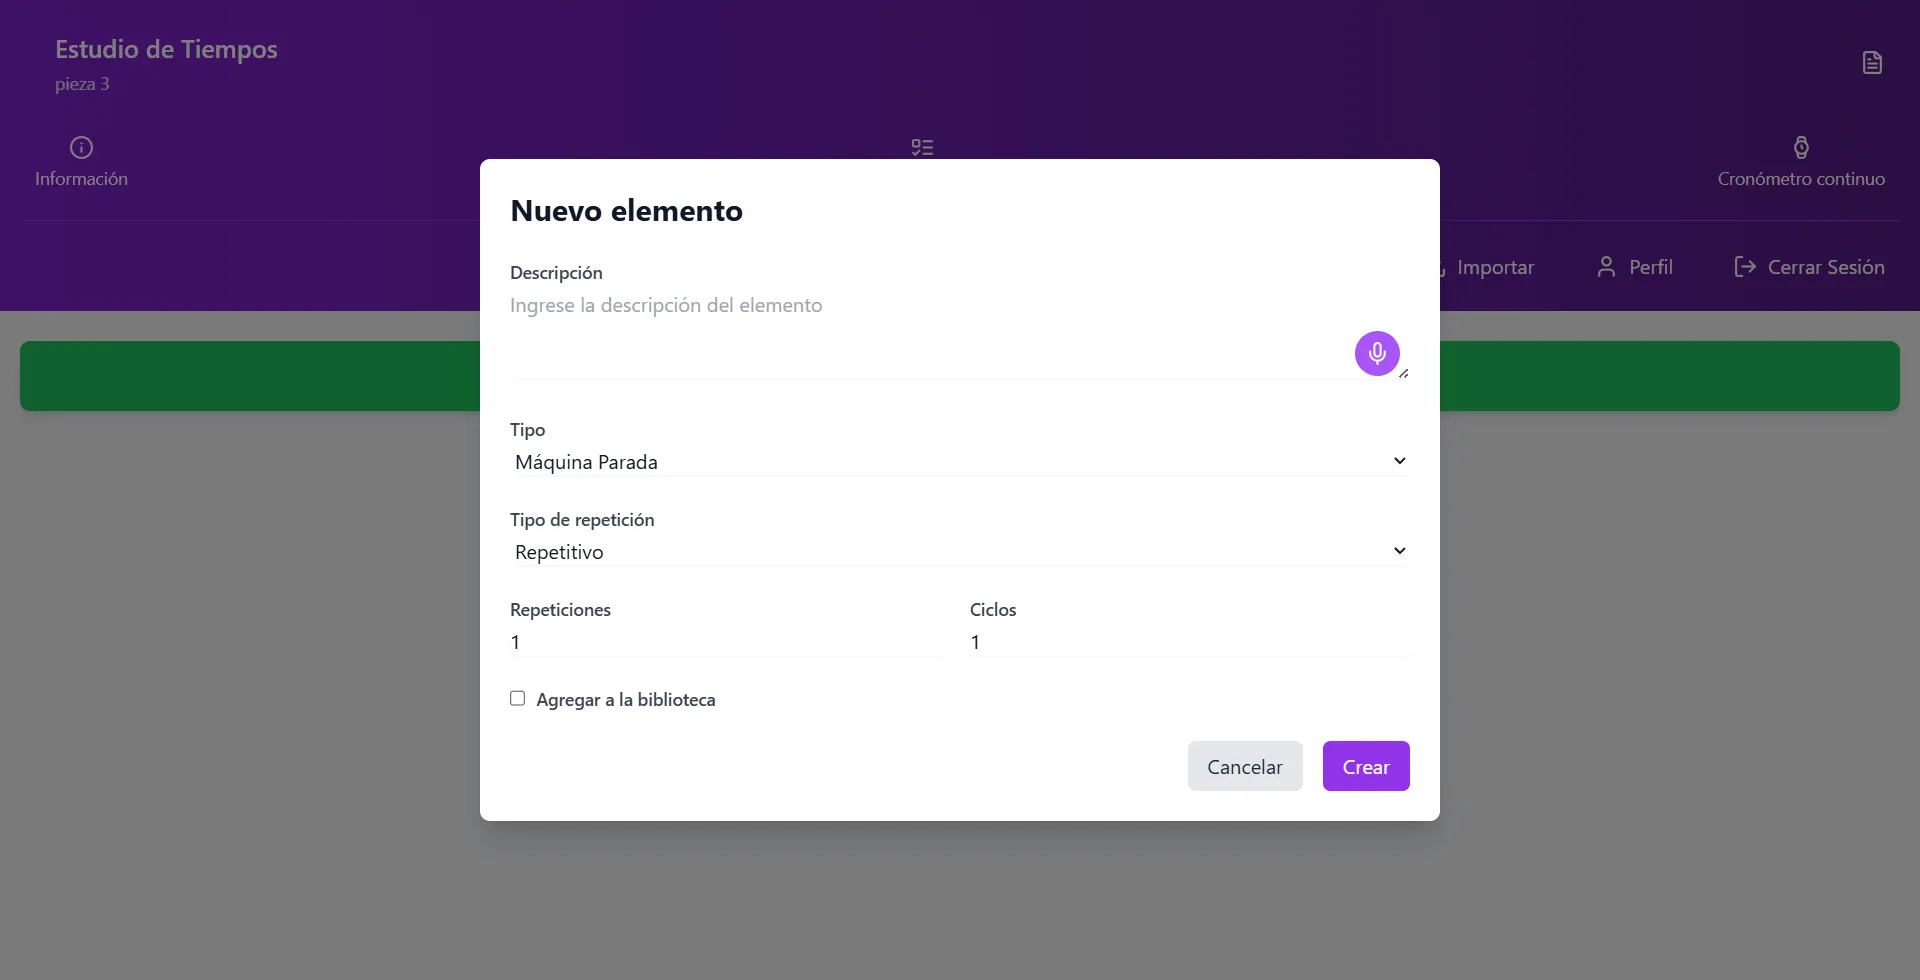 Estudio de Tiempos
pieza 3
Información
Cronómetro continuo
Importar
Perfil
Cerrar Sesión
Nuevo elemento
Descripción
Ingrese la descripción del elemento
Tipo
Máquina Parada
Tipo de repetición
Repetitivo
Repeticiones
Ciclos
1
1
Agregar a la biblioteca
Cancelar
Crear